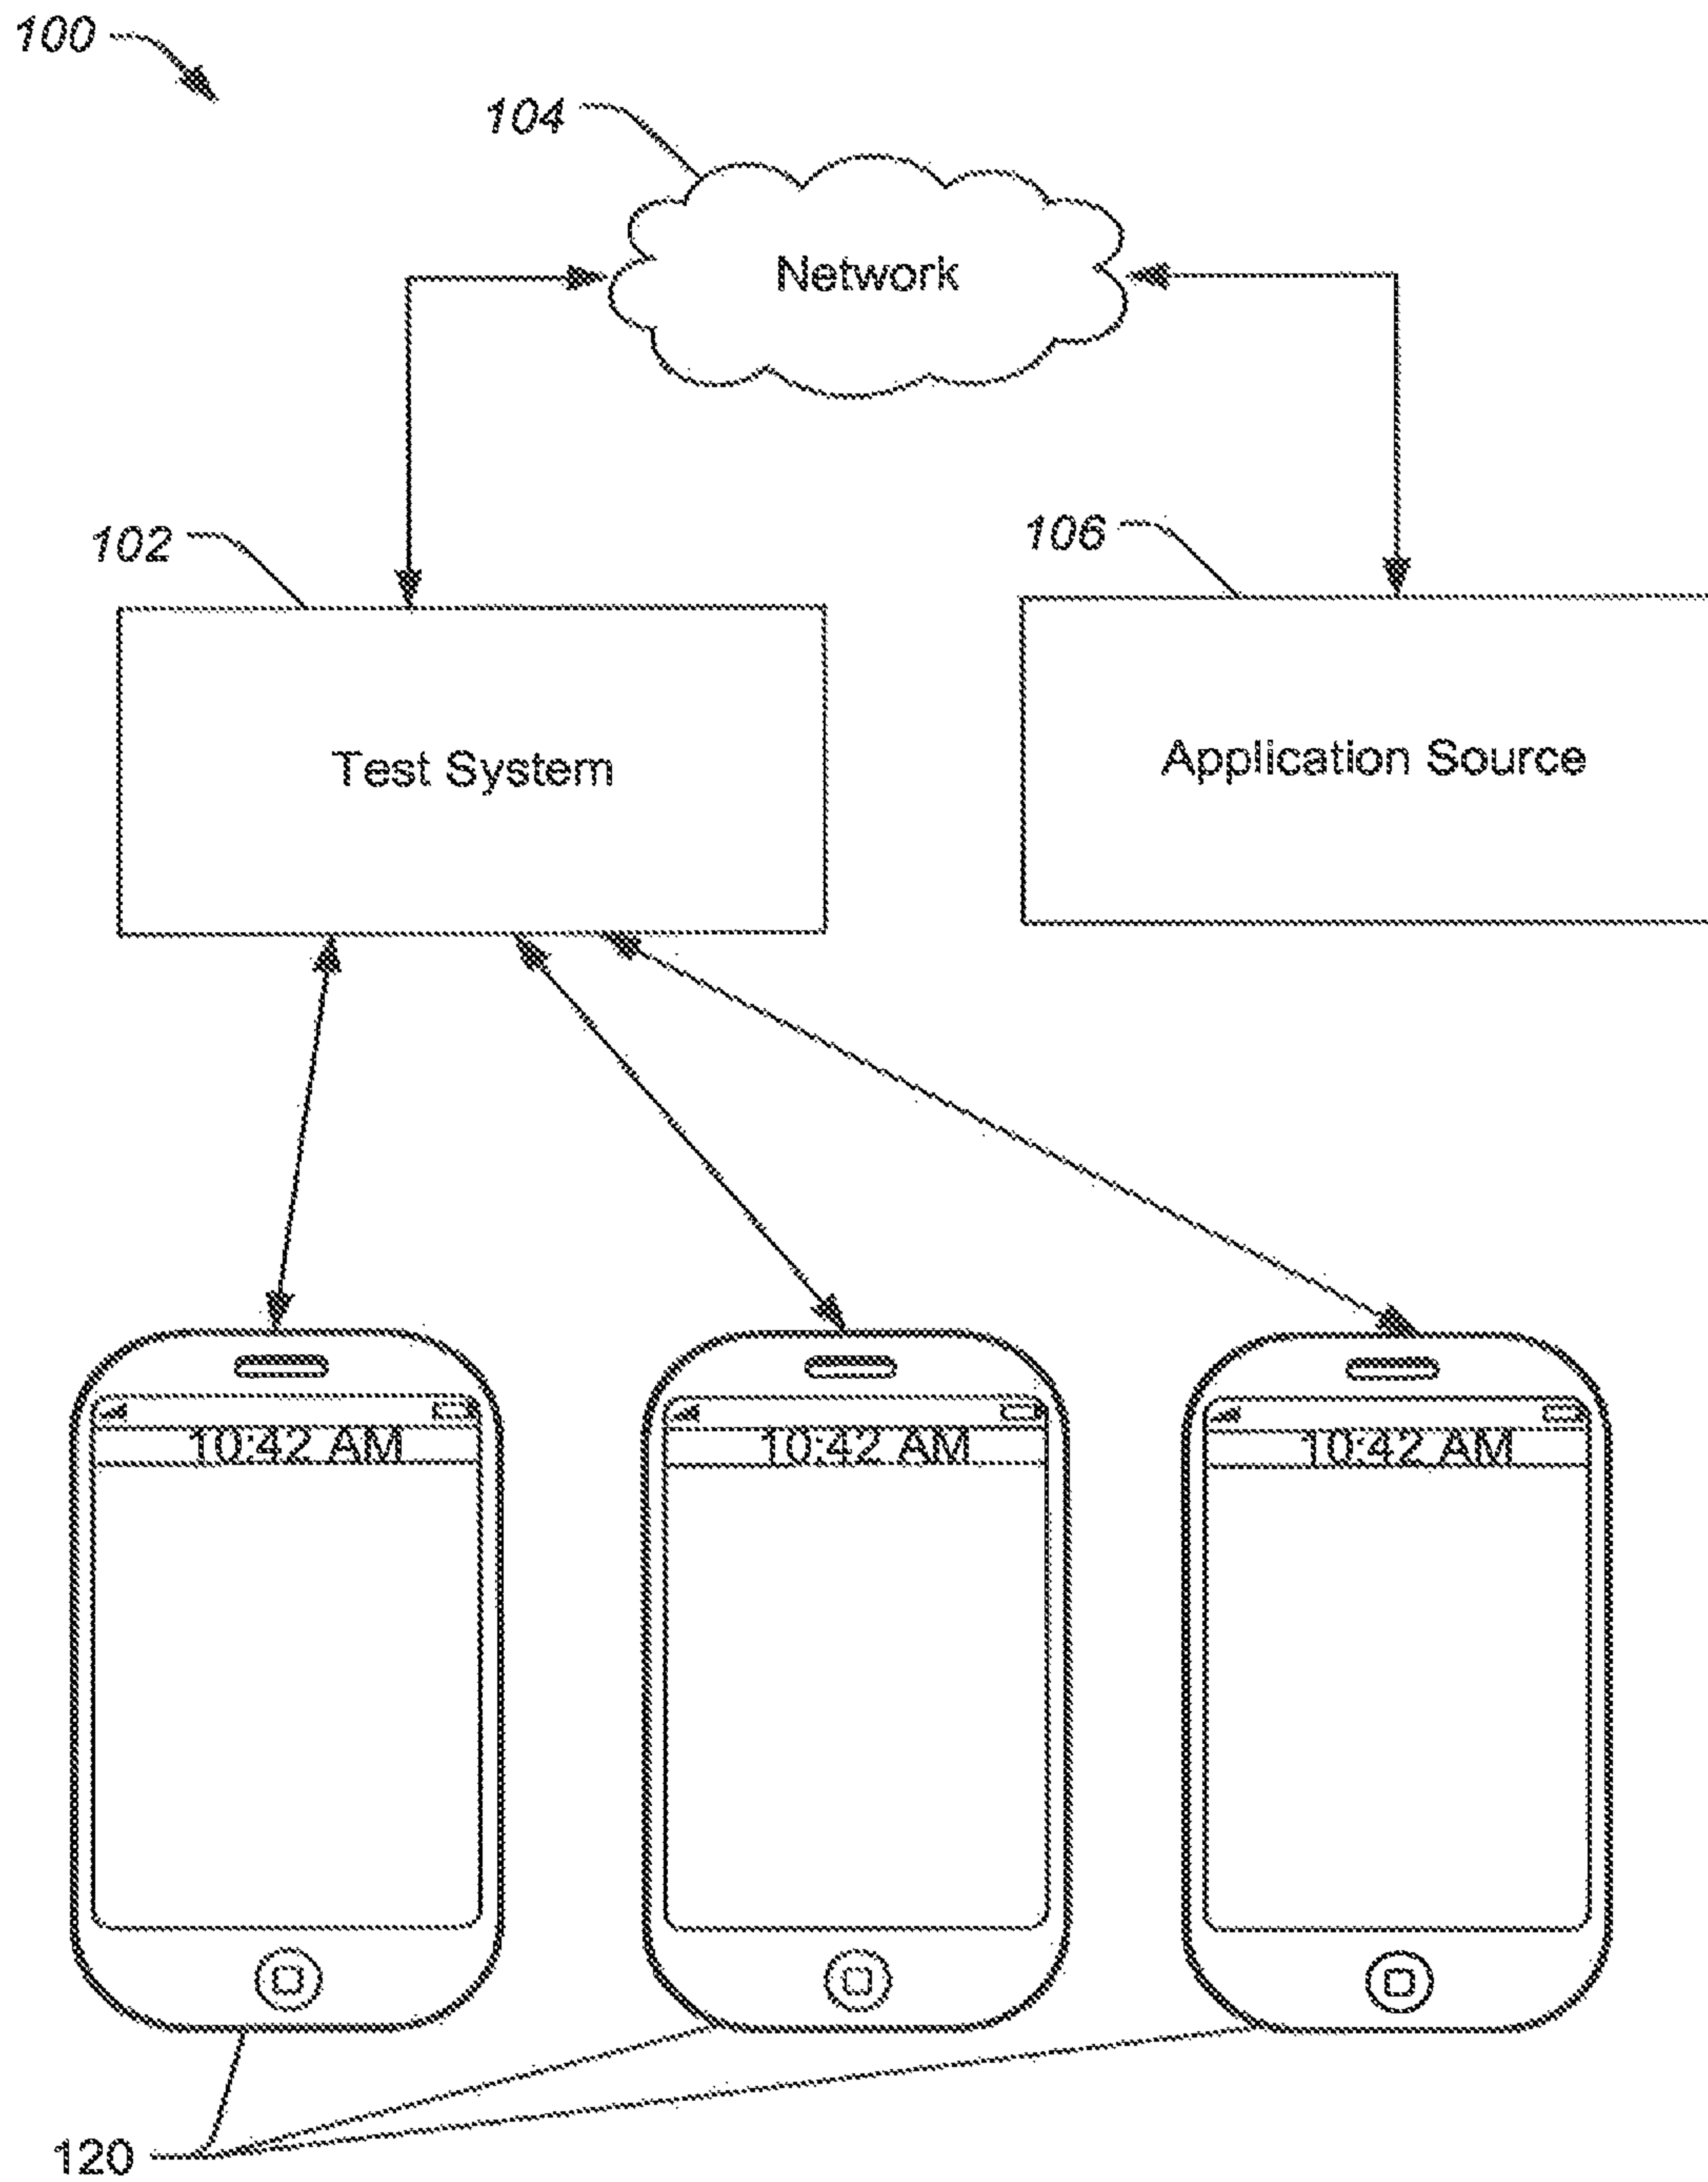 100
104
Network
102
106
Test System
Application Source
10:42 AM
10:42 AM
10:42 AM
120